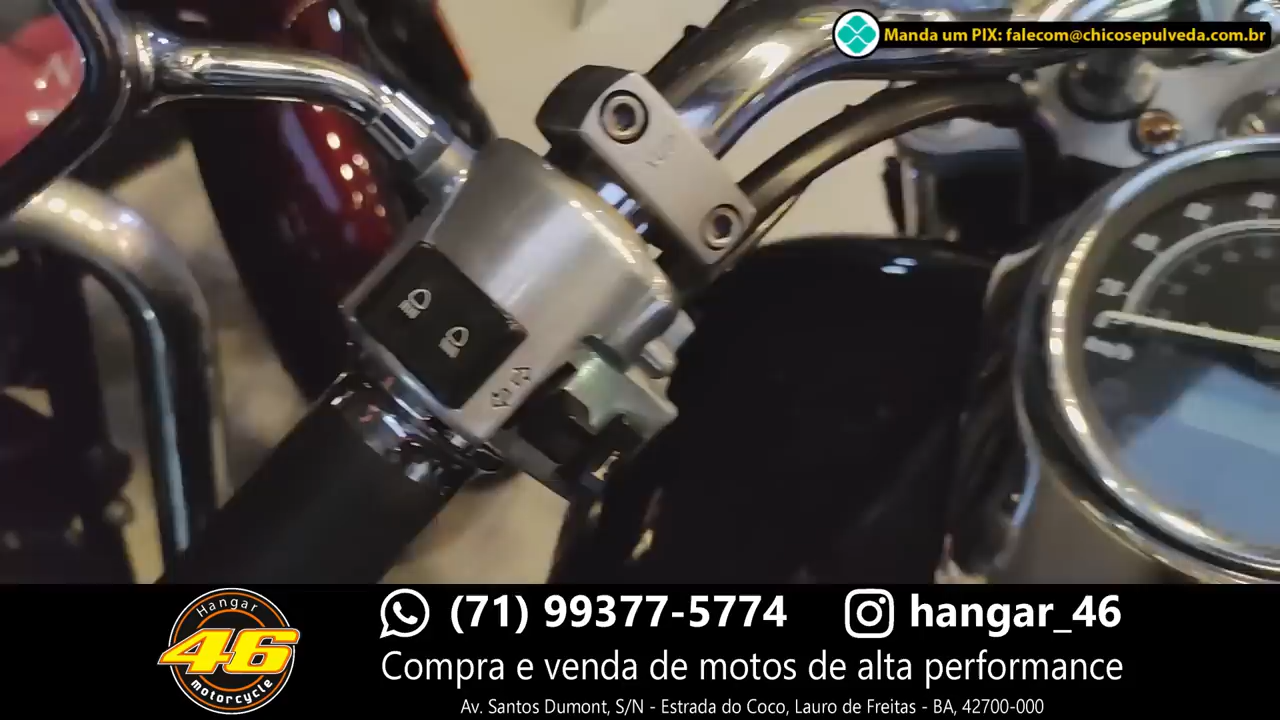 Manda um PIX: falecom@chicosepulveda.com.br
Hangar
46
motorcycle
(71) 99377-5774
hangar_46
Compra e venda de motos de alta performance
Av. Santos Dumont, S/N - Estrada do Coco, Lauro de Freitas - BA, 42700-000